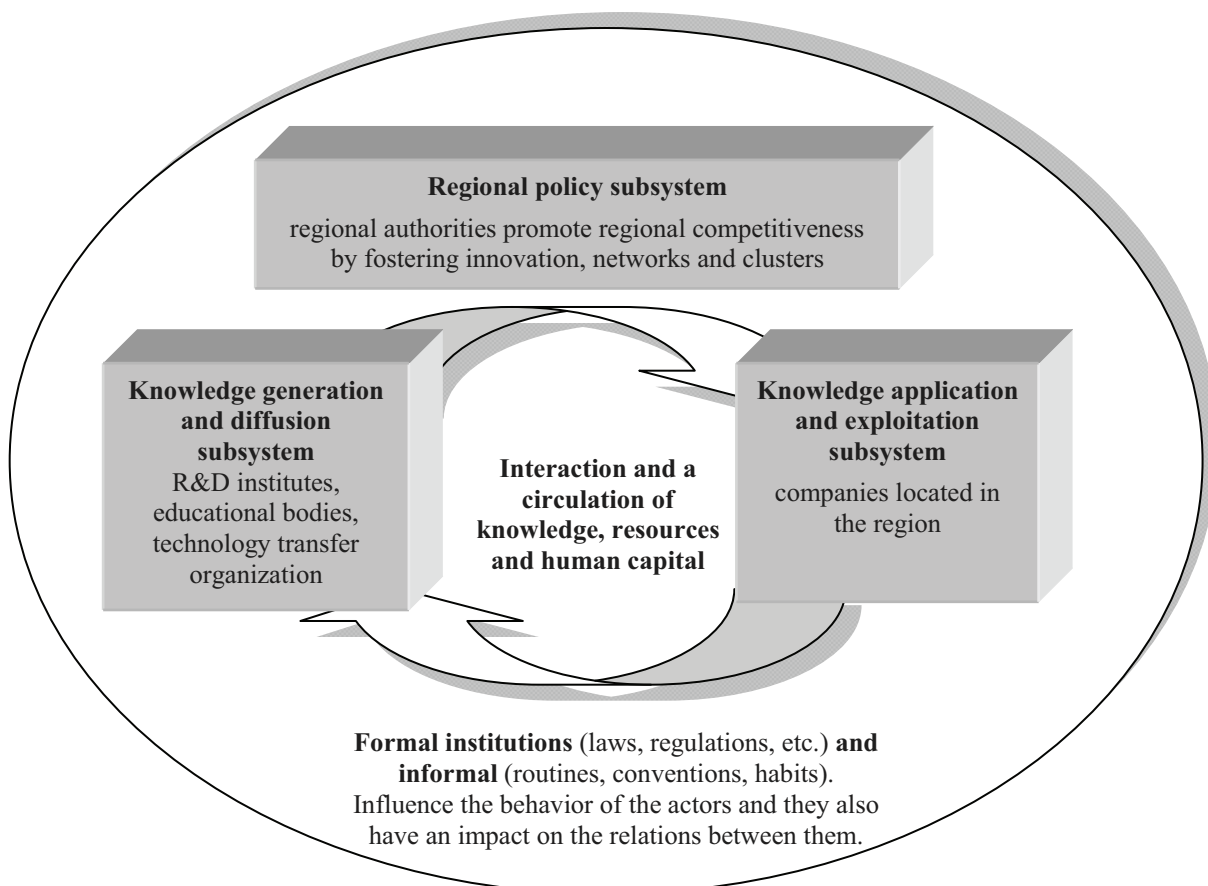 Regional policy subsystem
regional authorities promote regional competitiveness
by fostering innovation, networks and clusters
Knowledge generation
and diffusion
subsystem
R&D institutes,
educational bodies,
technology transfer
organization
Interaction and a
circulation of
knowledge, resources
and human capital
Knowledge application
and exploitation
subsystem
companies located in
the region
Formal institutions (laws, regulations, etc.) and
informal (routines, conventions, habits).
Influence the behavior of the actors and they also
have an impact on the relations between them.